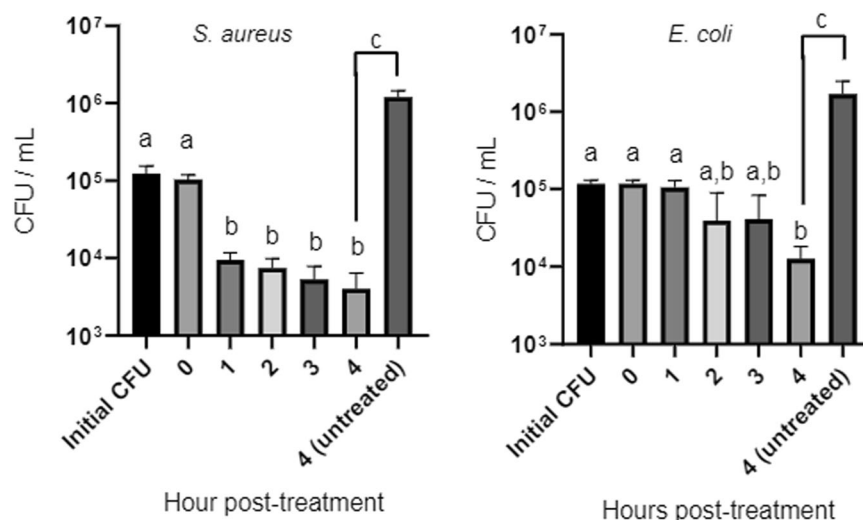 S. aureus
CFU / mL
10⁷
10⁶
10⁵
10⁴
10³
a
a
b
b
b
b
c
Initial CFU
0
1
2
3
4
4 (untreated)
Hour post-treatment
E. coli
CFU / mL
10⁷
10⁶
10⁵
10⁴
10³
a
a
a
a,b
a,b
b
c
Initial CFU
0
1
2
3
4
4 (untreated)
Hours post-treatment